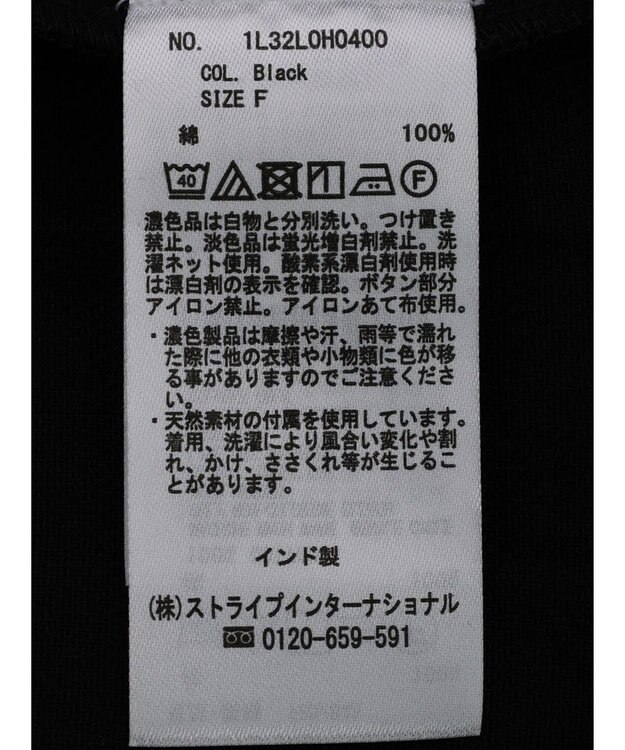 NO. 1L32L0H0400
COL. Black
SIZE F
綿 100%
40 F
濃色品は白物と分別洗い。つけ置き
禁止。淡色品は蛍光増白剤禁止。洗
濯ネット使用。酸素系漂白剤使用時
は漂白剤の表示を確認。ボタン部分
アイロン禁止。アイロンあて布使用。
・濃色製品は摩擦や汗、雨等で濡れ
た際に他の衣類や小物類に色が移
る事がありますのでご注意くださ
い。
・天然素材の付属を使用しています。
着用、洗濯により風合い変化や割
れ、かけ、ささくれ等が生じるこ
とがあります。
インド製
(株)ストライプインターナショナル
0120-659-591